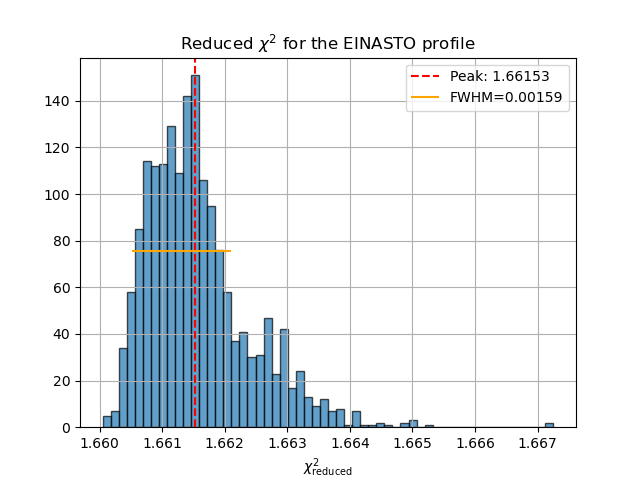 Reduced χ² for the EINASTO profile
Peak: 1.66153
FWHM=0.00159
140
120
100
80
60
40
20
0
1.660 1.661 1.662 1.663 1.664 1.665 1.666 1.667
χ²reduced